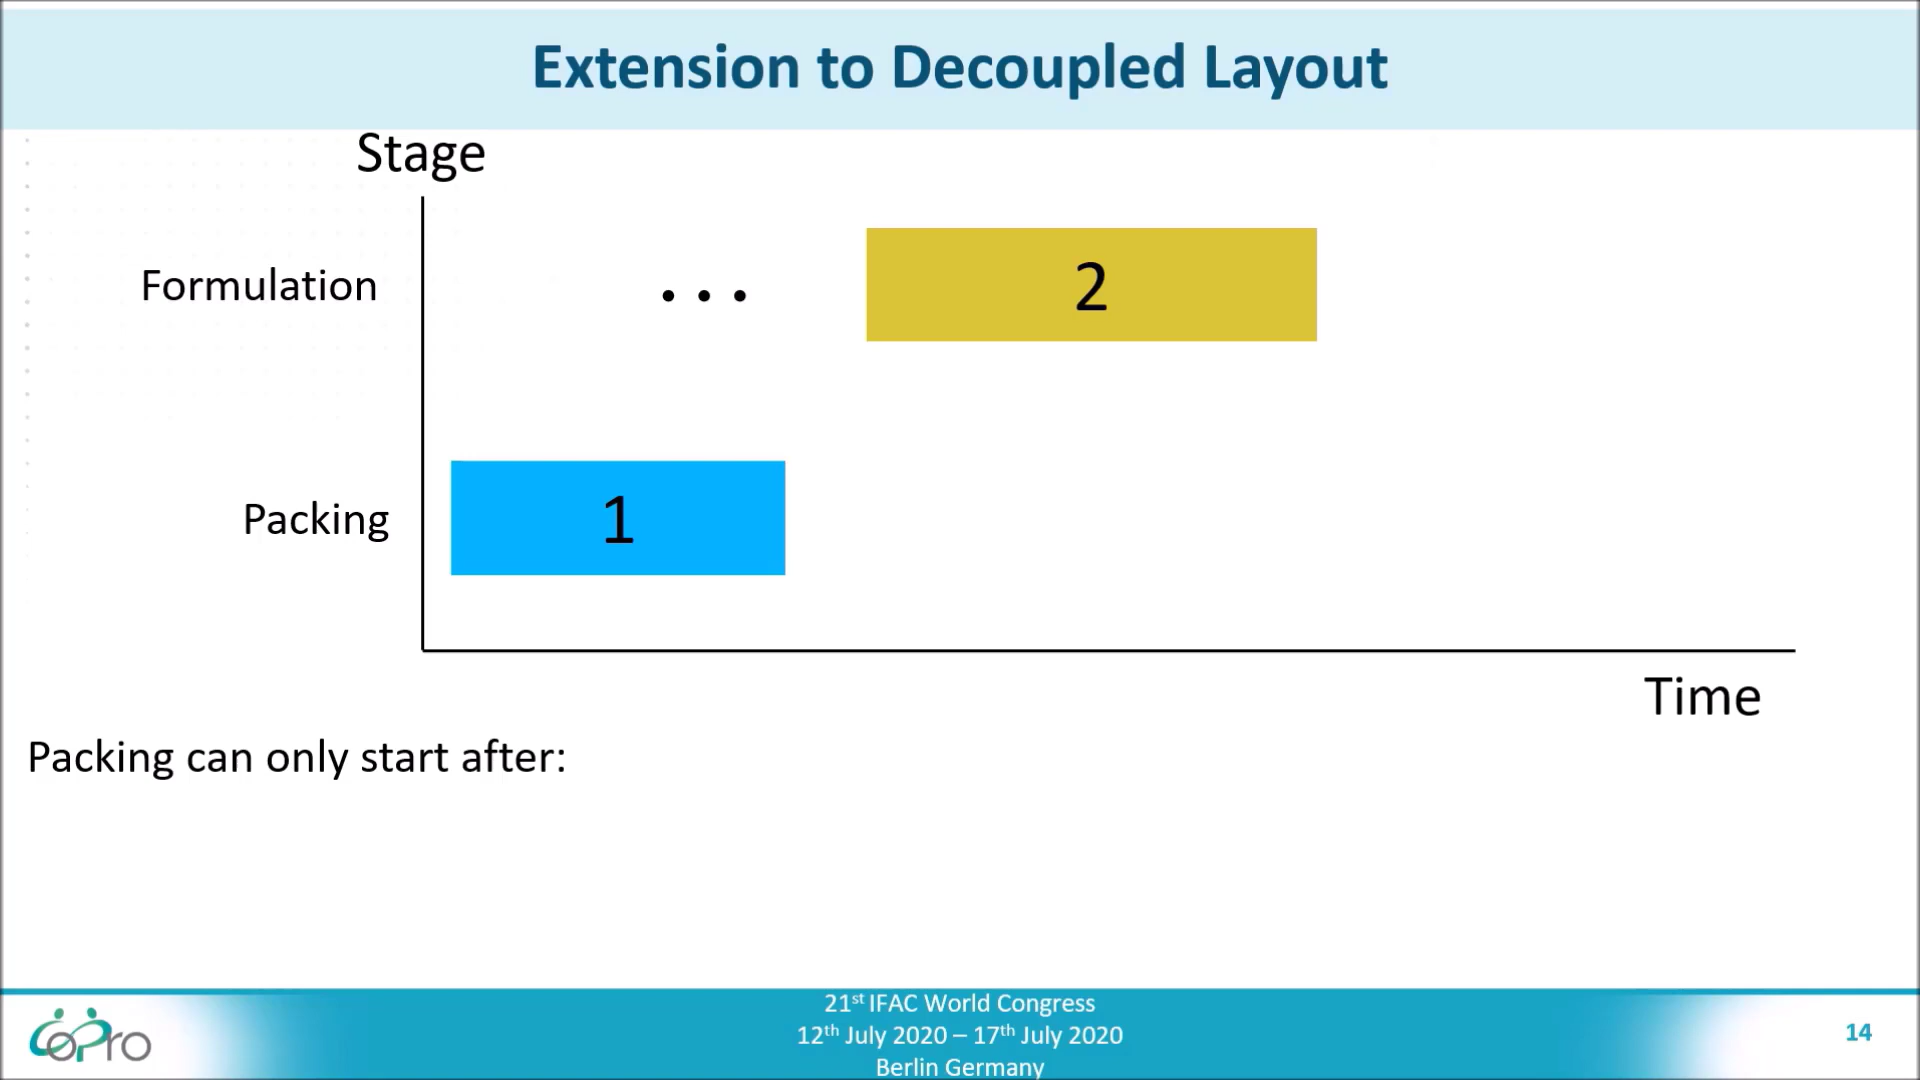 Extension to Decoupled Layout
Stage
Formulation
. . .
2
Packing
1
Time
Packing can only start after:
CoPro
21st IFAC World Congress
12th July 2020 – 17th July 2020
Berlin Germany
14